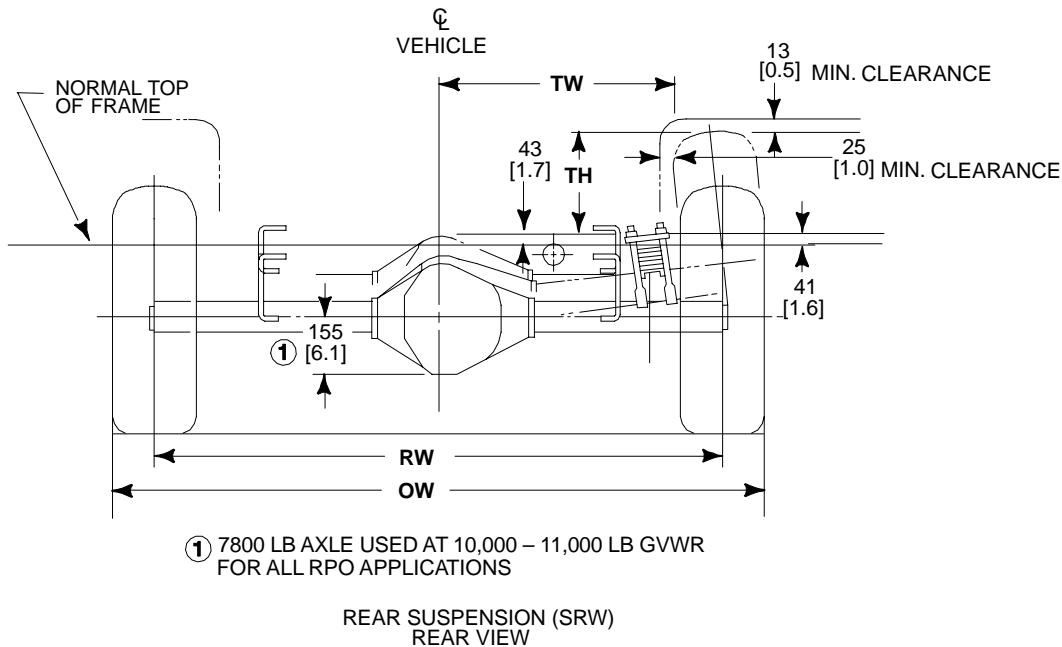 ℄
VEHICLE
13
[0.5] MIN. CLEARANCE
TW
NORMAL TOP
OF FRAME
43
[1.7]
TH
25
[1.0] MIN. CLEARANCE
41
[1.6]
155
① [6.1]
RW
OW
① 7800 LB AXLE USED AT 10,000 – 11,000 LB GVWR
FOR ALL RPO APPLICATIONS
REAR SUSPENSION (SRW)
REAR VIEW